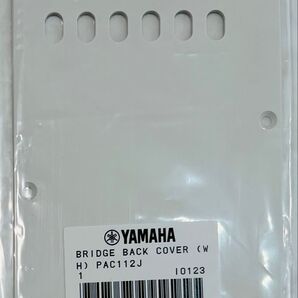 YAMAHA
BRIDGE BACK COVER (W
H) PAC112J
1 I0123